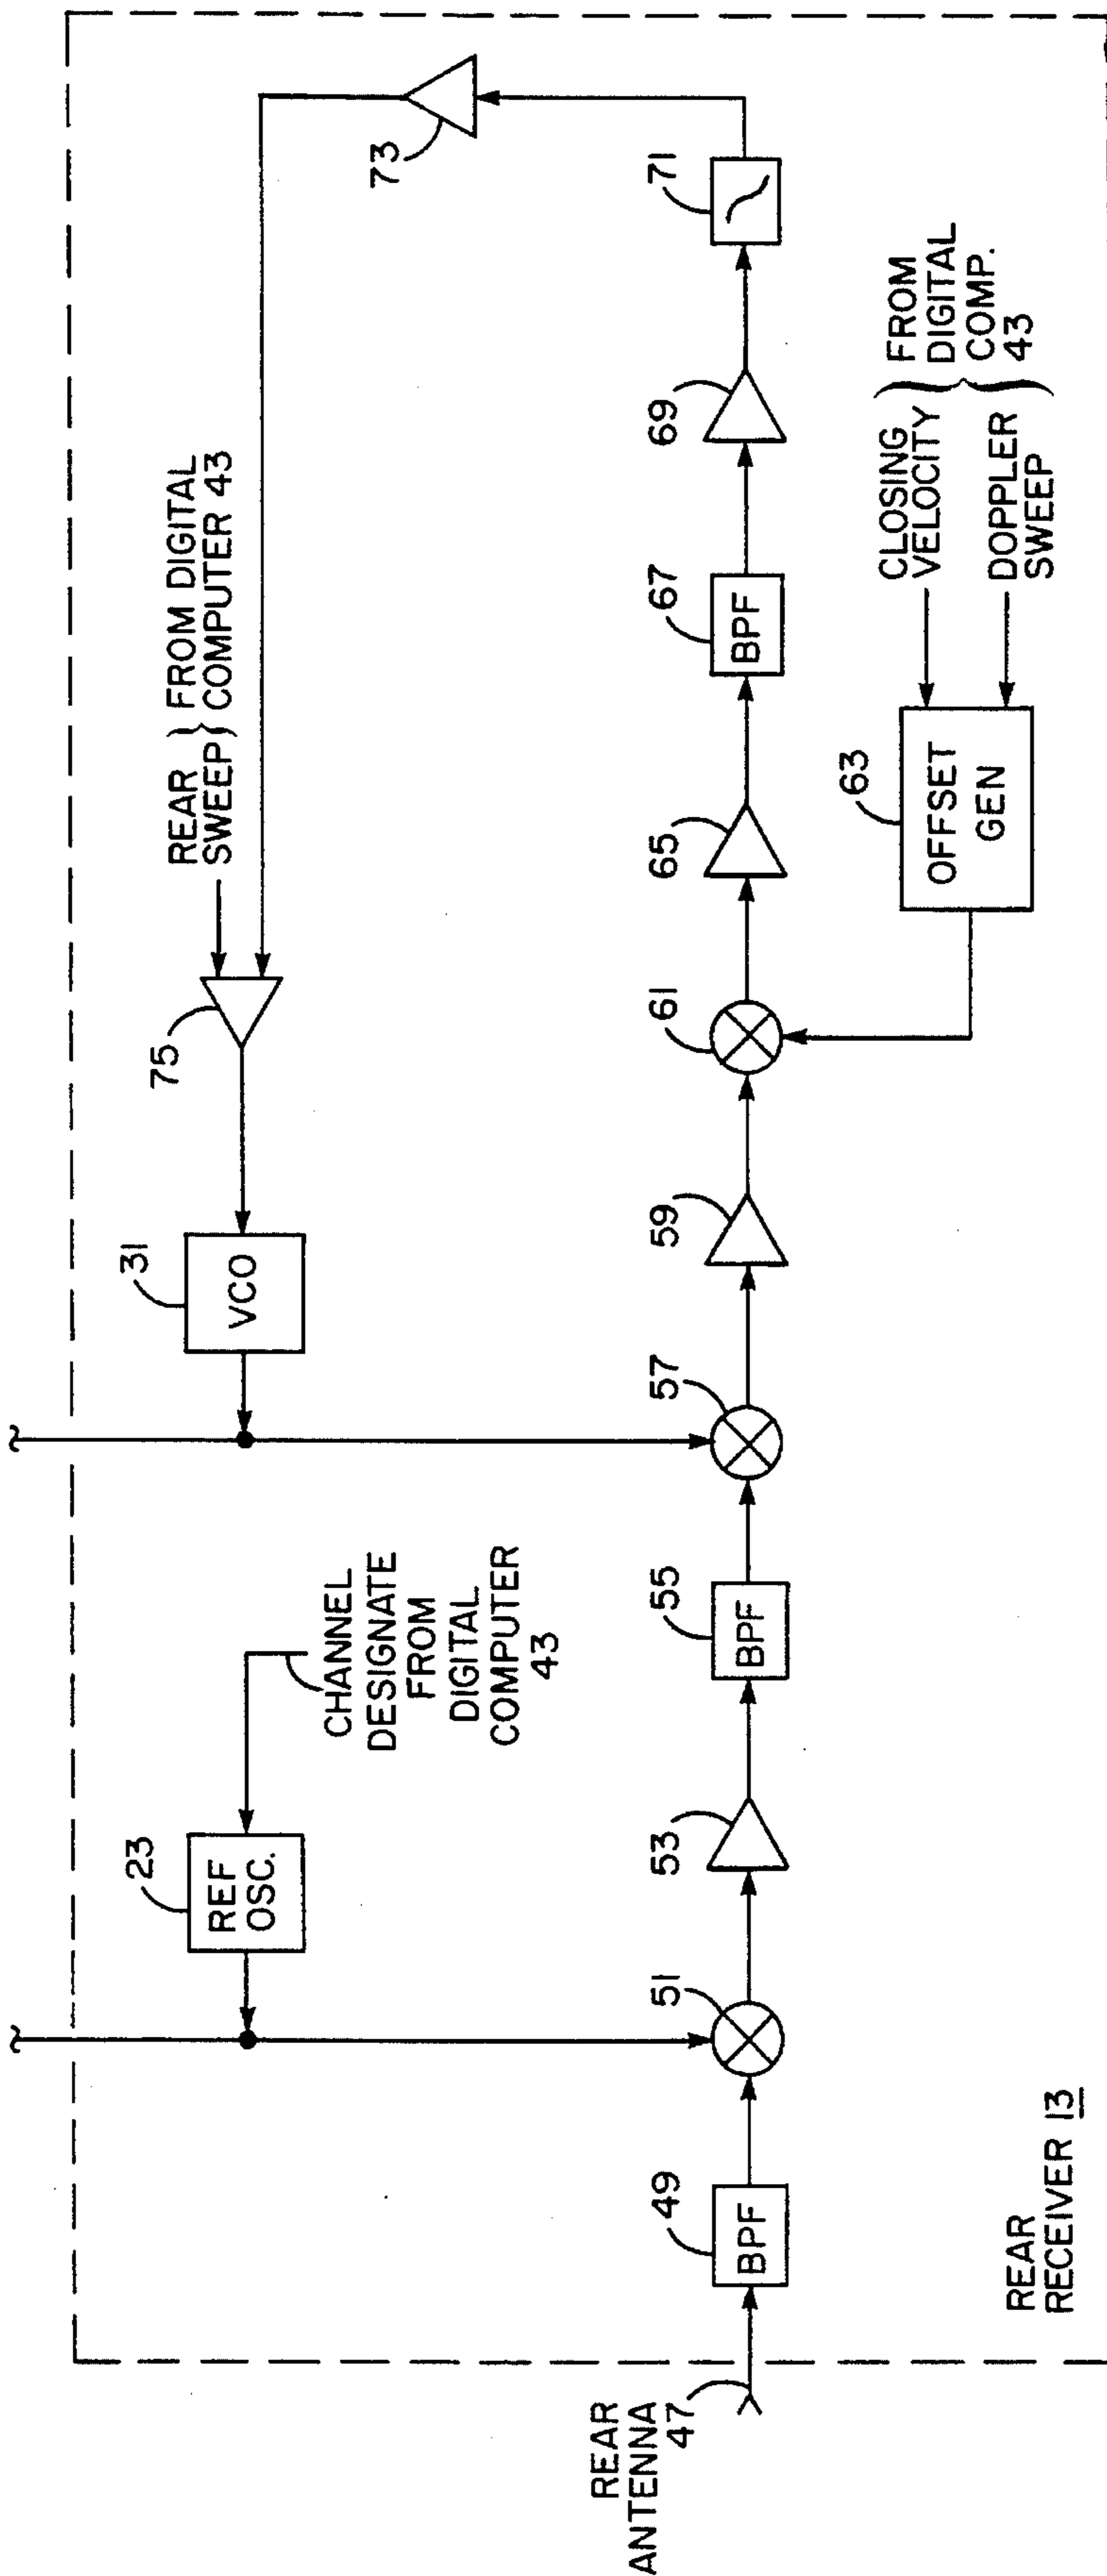 REAR
ANTENNA
47
49
BPF
51
23
REF
OSC.
CHANNEL
DESIGNATE
FROM
DIGITAL
COMPUTER
43
53
55
BPF
57
31
VCO
59
61
75
REAR
SWEEP
FROM DIGITAL
COMPUTER 43
63
OFFSET
GEN
65
67
BPF
69
71
73
CLOSING
VELOCITY
DOPPLER
SWEEP
FROM
DIGITAL
COMP.
43
REAR
RECEIVER 13